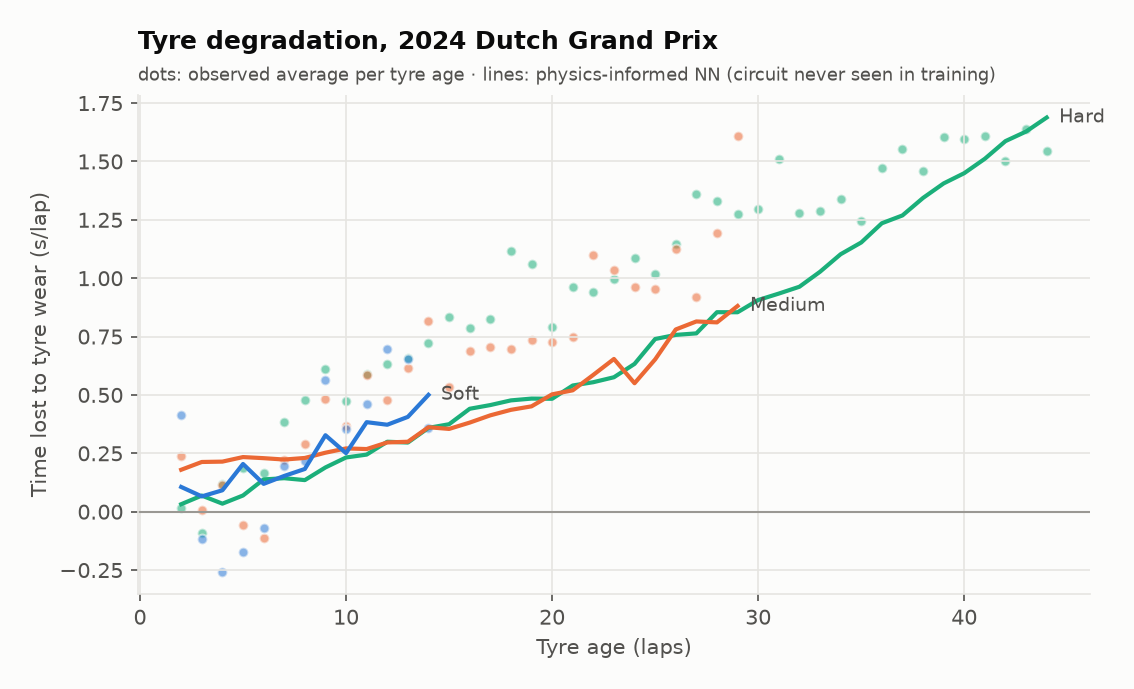 Tyre degradation, 2024 Dutch Grand Prix
dots: observed average per tyre age · lines: physics-informed NN (circuit never seen in training)
Time lost to tyre wear (s/lap)
1.75
1.50
1.25
1.00
0.75
0.50
0.25
0.00
−0.25
Hard
Medium
Soft
0 10 20 30 40
Tyre age (laps)